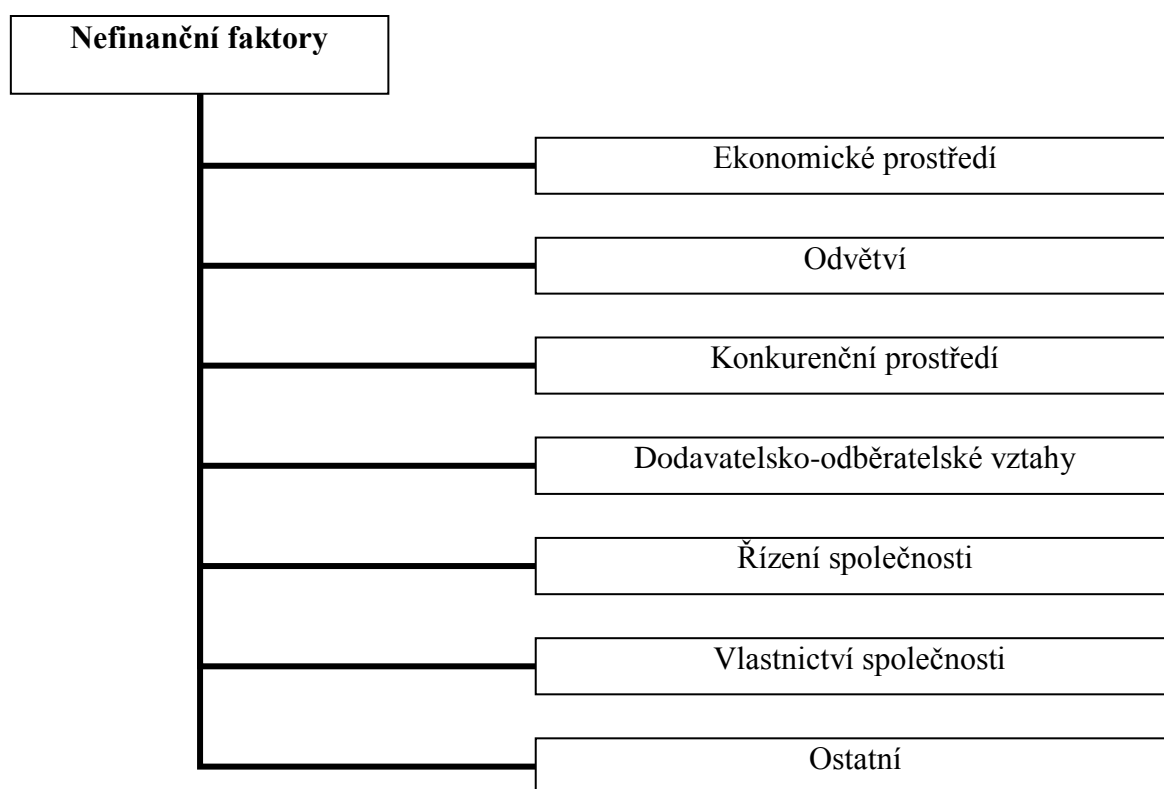 Nefinanční faktory
Ekonomické prostředí
Odvětví
Konkurenční prostředí
Dodavatelsko-odběratelské vztahy
Řízení společnosti
Vlastnictví společnosti
Ostatní